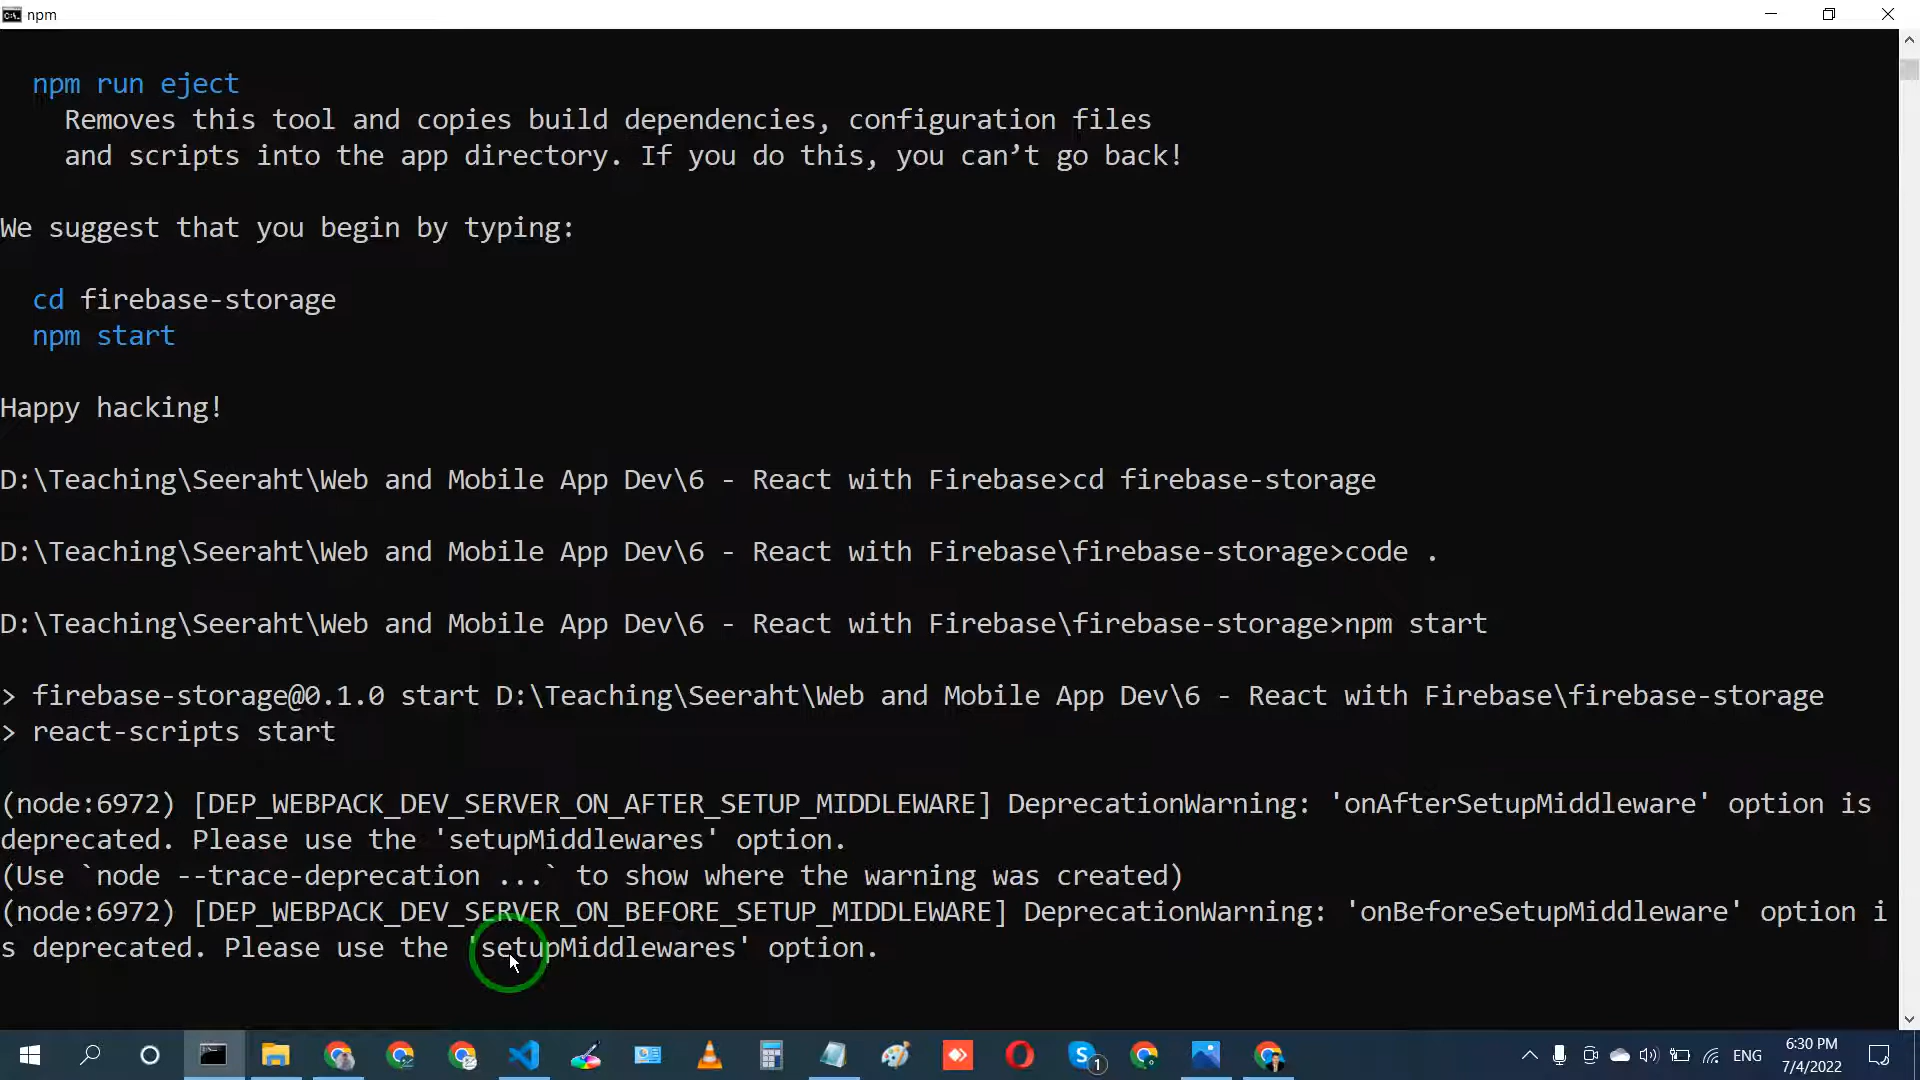 npm
npm run eject
Removes this tool and copies build dependencies, configuration files
and scripts into the app directory. If you do this, you can’t go back!
We suggest that you begin by typing:
cd firebase-storage
npm start
Happy hacking!
D:\Teaching\Seeraht\Web and Mobile App Dev\6 - React with Firebase>cd firebase-storage
D:\Teaching\Seeraht\Web and Mobile App Dev\6 - React with Firebase\firebase-storage>code .
D:\Teaching\Seeraht\Web and Mobile App Dev\6 - React with Firebase\firebase-storage>npm start
> firebase-storage@0.1.0 start D:\Teaching\Seeraht\Web and Mobile App Dev\6 - React with Firebase\firebase-storage
> react-scripts start
(node:6972) [DEP_WEBPACK_DEV_SERVER_ON_AFTER_SETUP_MIDDLEWARE] DeprecationWarning: 'onAfterSetupMiddleware' option is
deprecated. Please use the 'setupMiddlewares' option.
(Use `node --trace-deprecation ...` to show where the warning was created)
(node:6972) [DEP_WEBPACK_DEV_SERVER_ON_BEFORE_SETUP_MIDDLEWARE] DeprecationWarning: 'onBeforeSetupMiddleware' option i
s deprecated. Please use the 'setupMiddlewares' option.
1
ENG
6:30 PM
7/4/2022